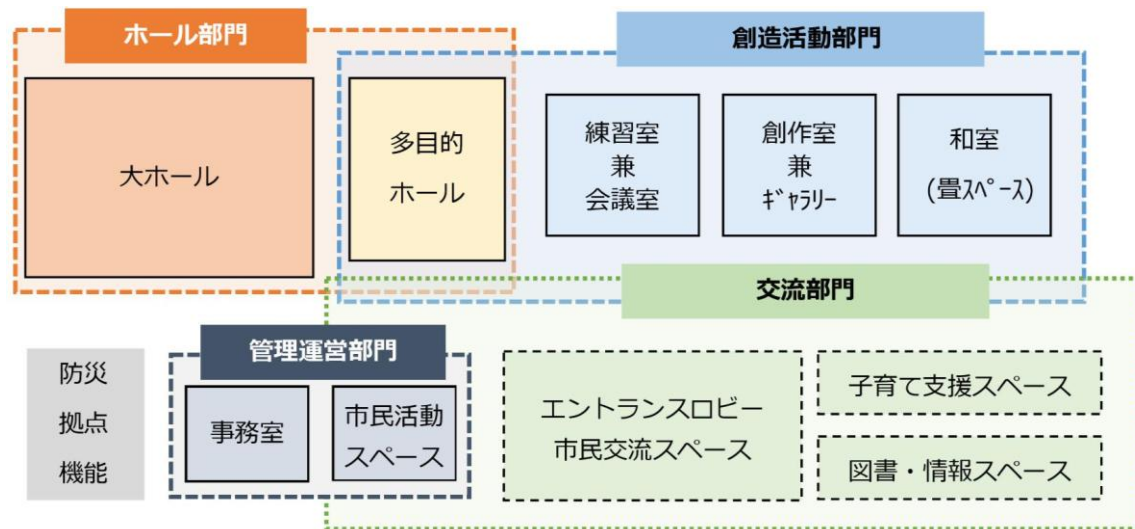 ホール部門
創造活動部門
大ホール
多目的
ホール
練習室
兼
会議室
創作室
兼
ｷﾞｬﾗﾘｰ
和室
(畳ｽﾍﾟｰｽ)
交流部門
管理運営部門
防災
拠点
機能
事務室
市民活動
スペース
エントランスロビー
市民交流スペース
子育て支援スペース
図書・情報スペース